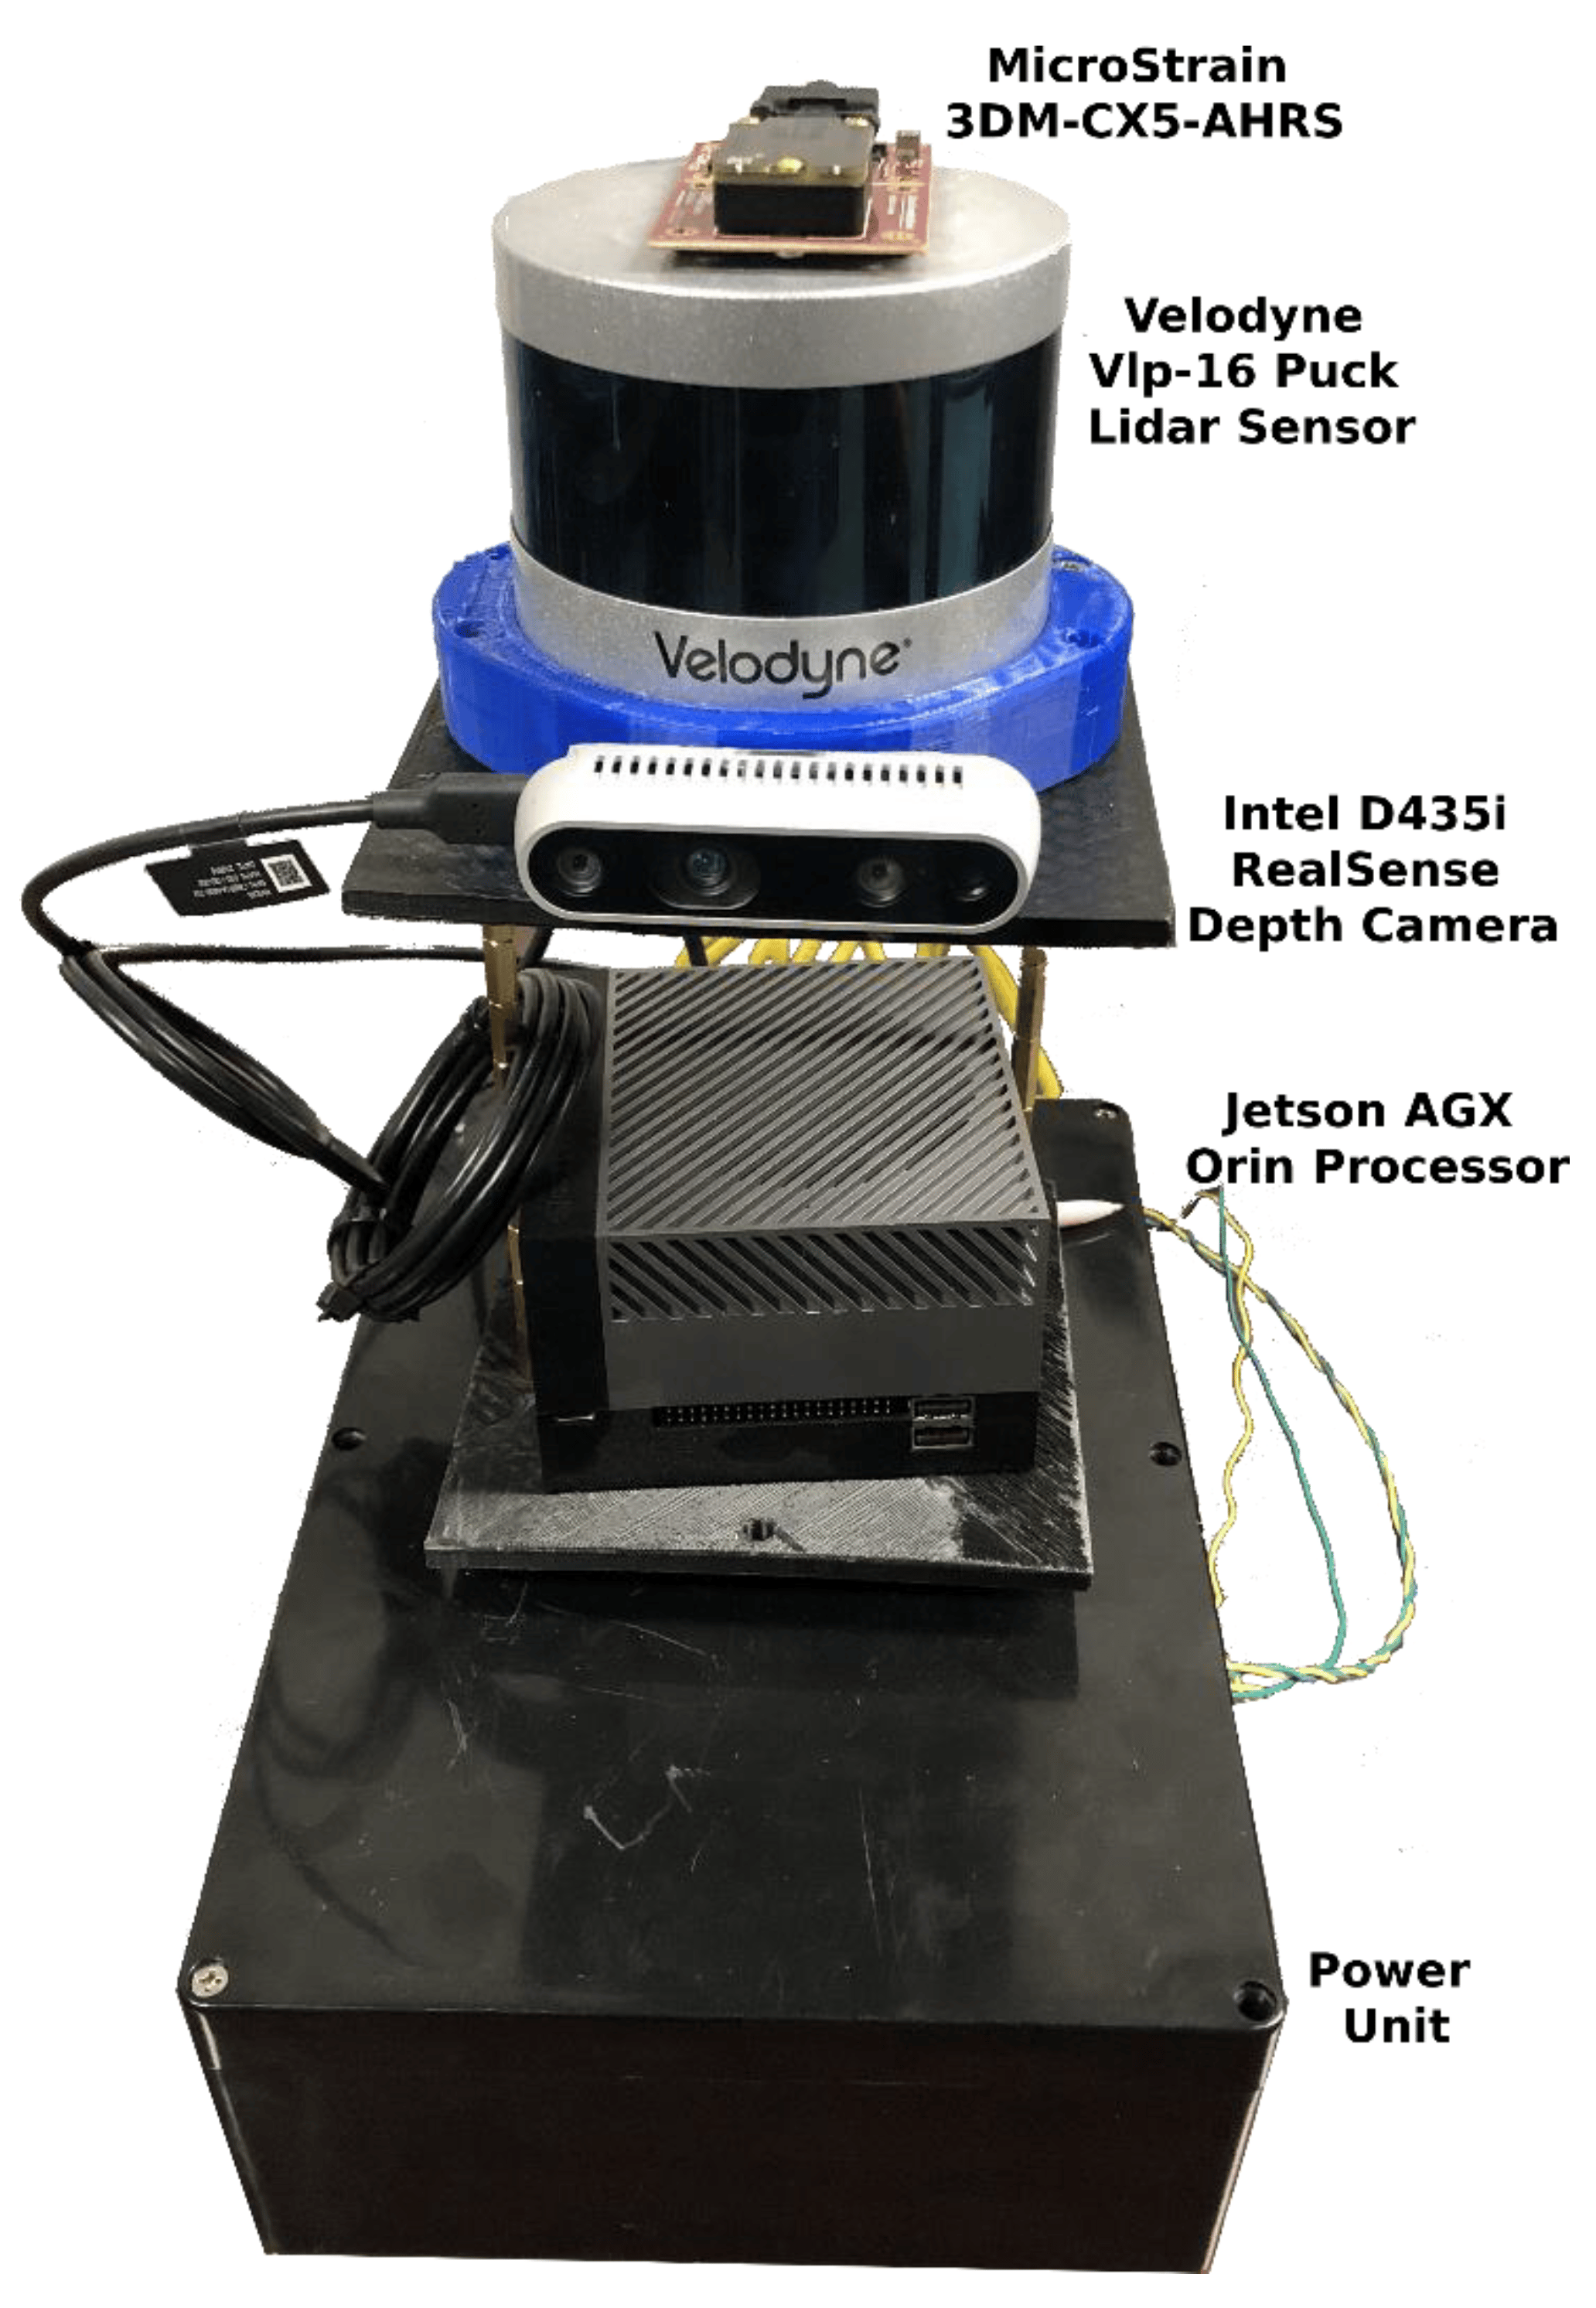 MicroStrain
3DM-CX5-AHRS
Velodyne
Vlp-16 Puck
Lidar Sensor
Velodyne
Intel D435i
RealSense
Depth Camera
Jetson AGX
Orin Processor
Power
Unit